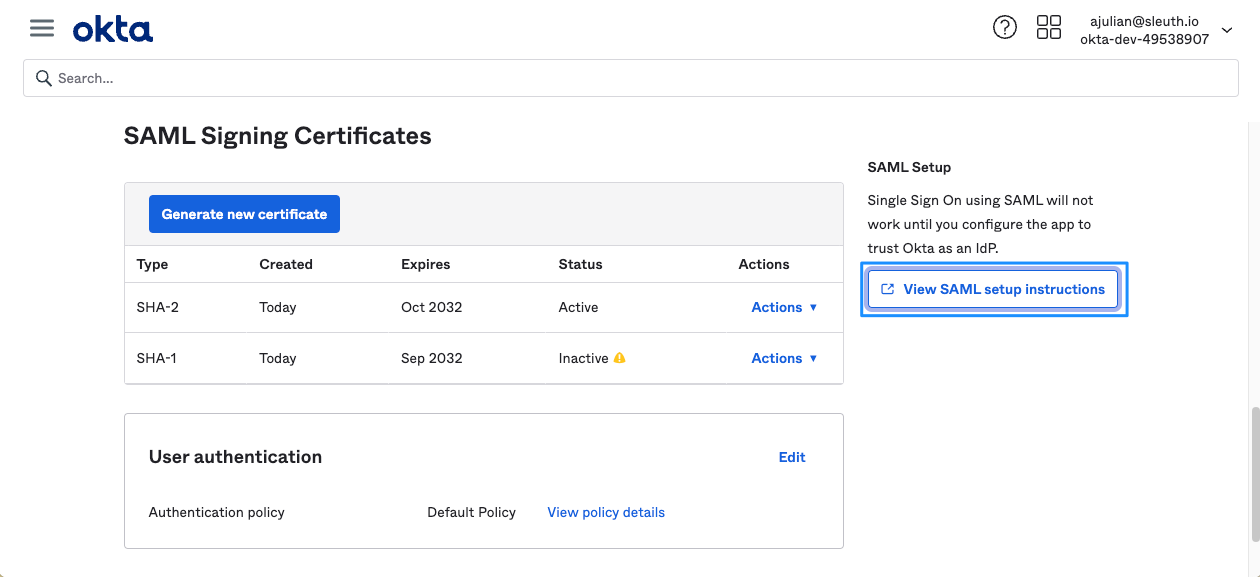 okta
ajulian@sleuth.io
okta-dev-49538907
Search...
SAML Signing Certificates
Generate new certificate
Type Created Expires Status Actions
SHA-2 Today Oct 2032 Active Actions ▼
SHA-1 Today Sep 2032 Inactive Actions ▼
User authentication Edit
Authentication policy Default Policy View policy details
SAML Setup
Single Sign On using SAML will not
work until you configure the app to
trust Okta as an IdP.
View SAML setup instructions